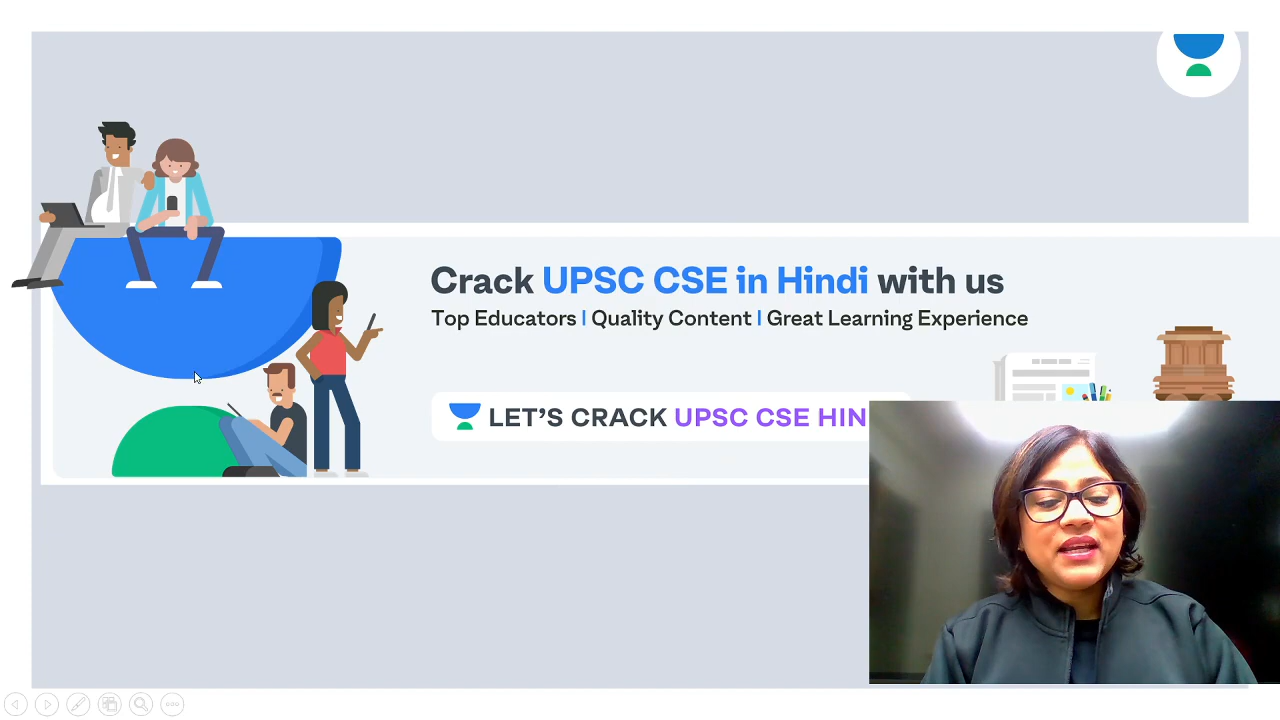 Crack UPSC CSE in Hindi with us
Top Educators | Quality Content | Great Learning Experience
LET'S CRACK UPSC CSE HIN